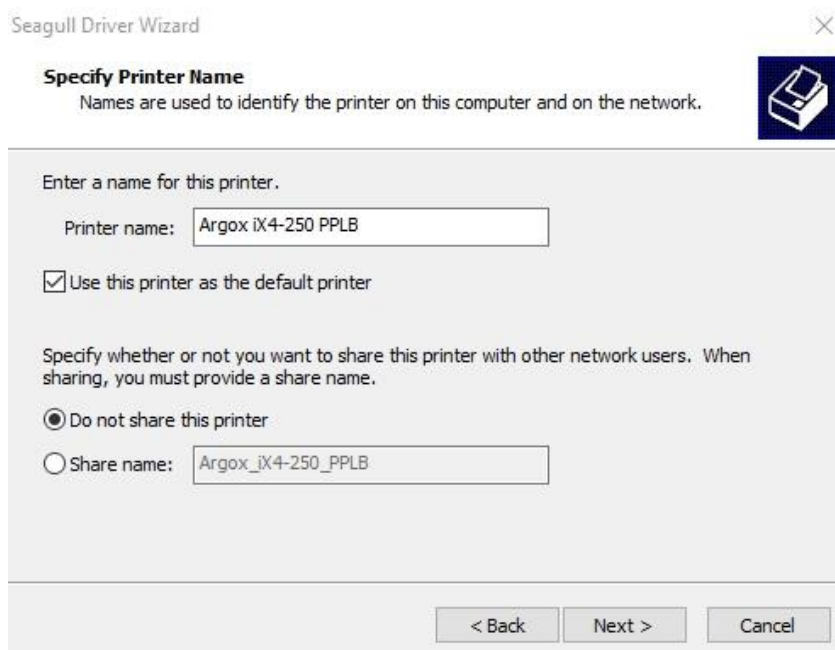 Seagull Driver Wizard
Specify Printer Name
Names are used to identify the printer on this computer and on the network.
Enter a name for this printer.
Printer name: Argox iX4-250 PPLB
Use this printer as the default printer
Specify whether or not you want to share this printer with other network users. When
sharing, you must provide a share name.
Do not share this printer
Share name: Argox_iX4-250_PPLB
< Back Next > Cancel